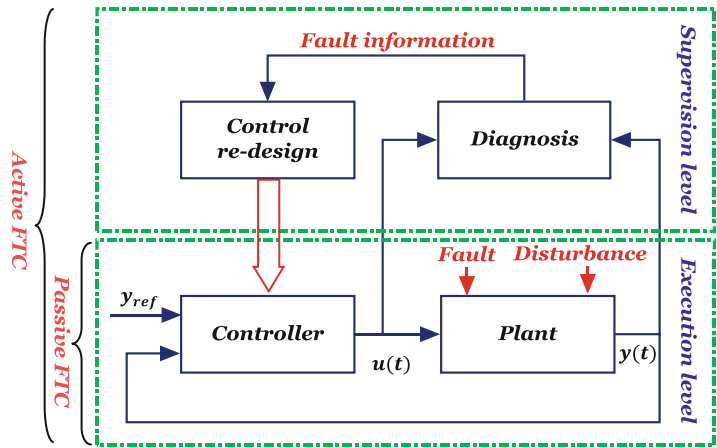 Fault information
Supervision level
Control
re-design
Diagnosis
Active FTC
Passive FTC
Fault
Disturbance
Execution level
y_ref
Controller
Plant
u(t)
y(t)